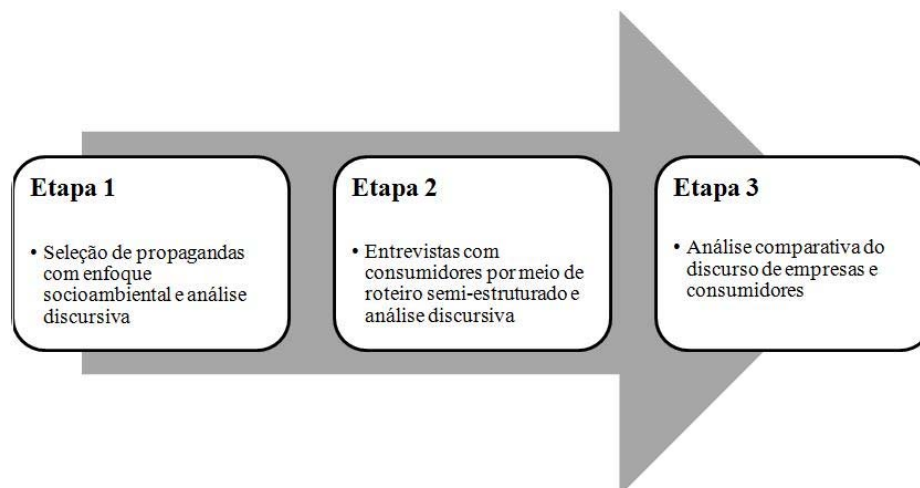 Etapa 1
• Seleção de propagandas
com enfoque
socioambiental e análise
discursiva
Etapa 2
• Entrevistas com
consumidores por meio de
roteiro semi-estruturado e
análise discursiva
Etapa 3
• Análise comparativa do
discurso de empresas e
consumidores